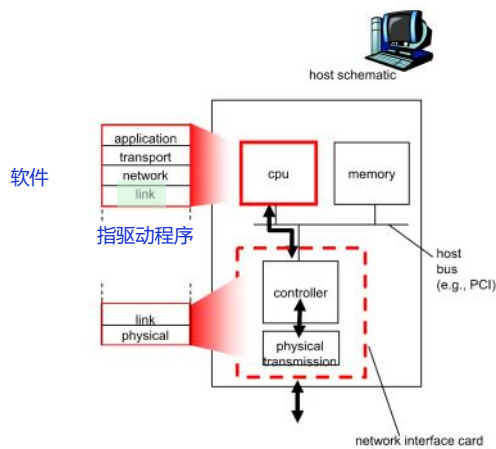 host schematic
application
transport
network
link
软件
指驱动程序
cpu
memory
host
bus
(e.g., PCI)
controller
link
physical
physical
transmission
network interface card